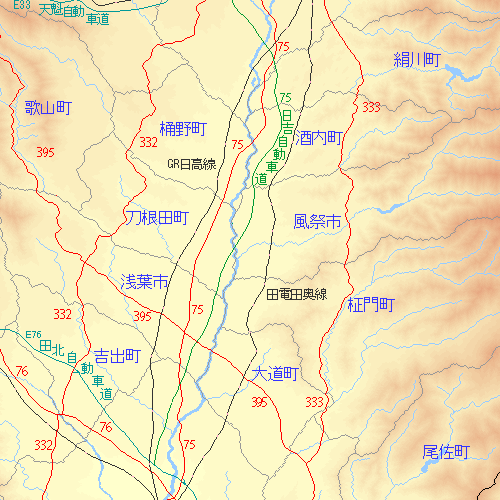 E33
天魁自動車道
75
絹川町
75
333
歌山町
桶野町
332
75
395
GR日高線
日吉自動車道
酒内町
刀根田町
風祭市
浅葉市
田電田奥線
柾門町
332
395
75
E76
田北自動車道
吉出町
76
大道町
395
333
76
332
75
尾佐町